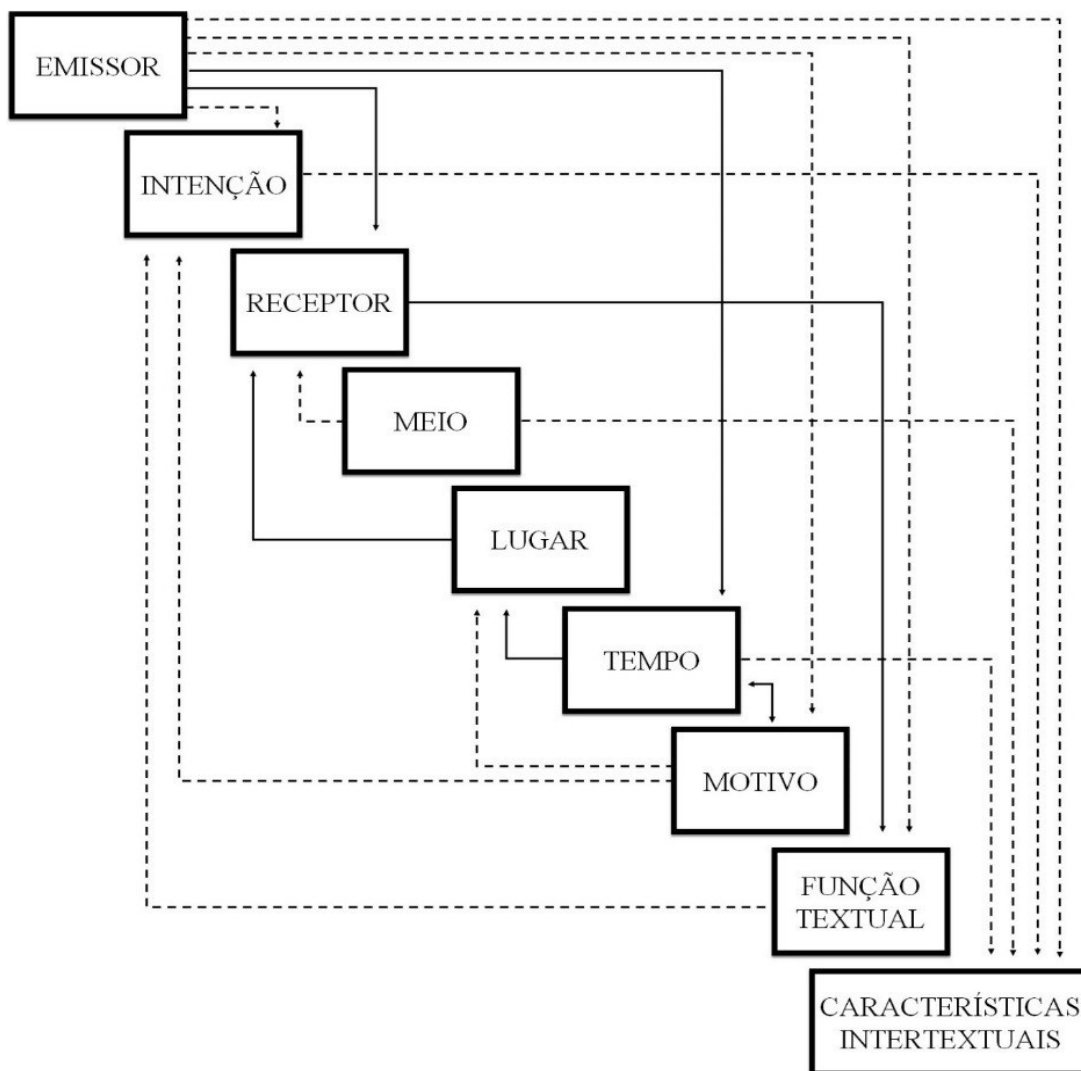 EMISSOR
INTENÇÃO
RECEPTOR
MEIO
LUGAR
TEMPO
MOTIVO
FUNÇÃO
TEXTUAL
CARACTERÍSTICAS
INTERTEXTUAIS